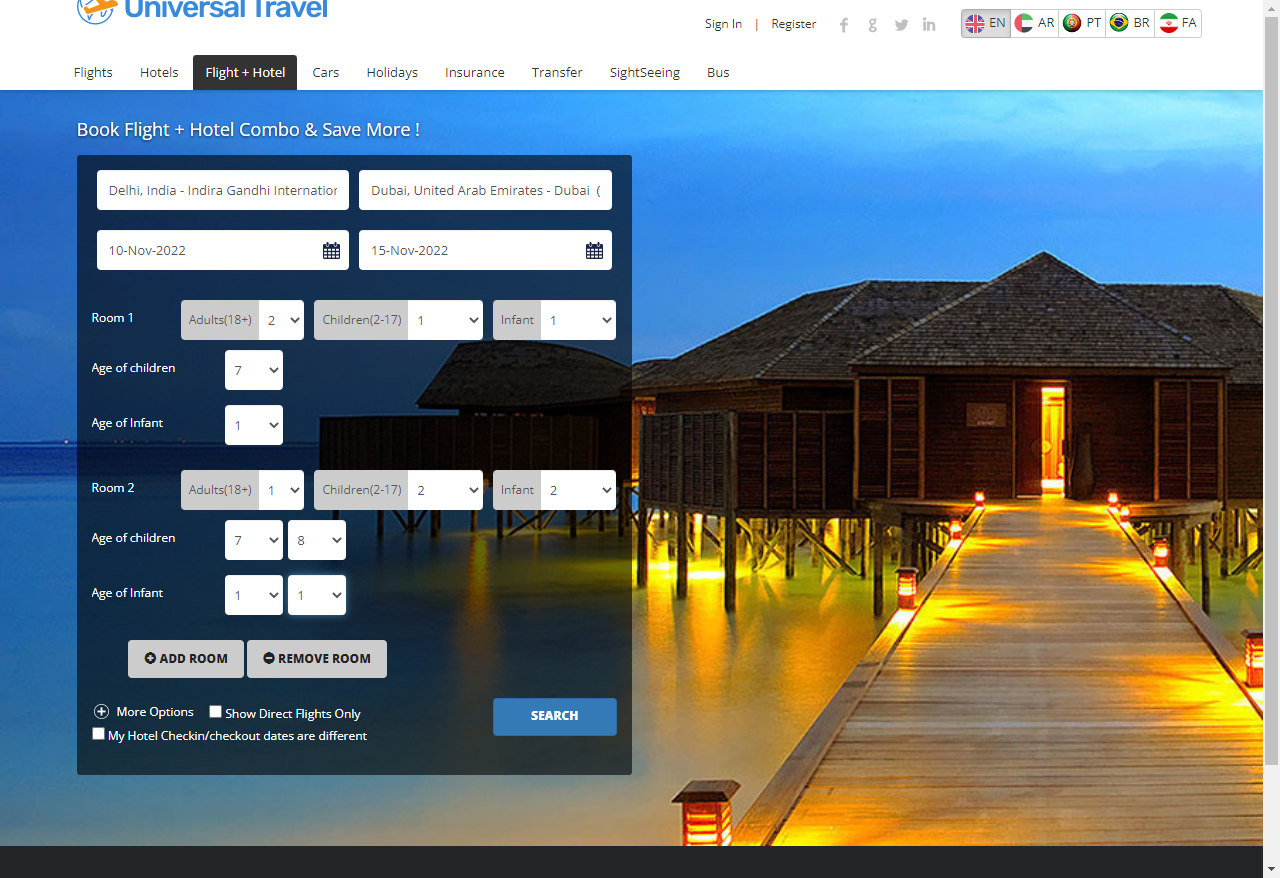 Universal Travel
Sign In | Register
EN AR PT BR FA
Flights Hotels Flight + Hotel Cars Holidays Insurance Transfer SightSeeing Bus
Book Flight + Hotel Combo & Save More !
Delhi, India - Indira Gandhi Internation Dubai, United Arab Emirates - Dubai (
10-Nov-2022 15-Nov-2022
Room 1 Adults(18+) 2 Children(2-17) 1 Infant 1
Age of children 7
Age of Infant 1
Room 2 Adults(18+) 1 Children(2-17) 2 Infant 2
Age of children 7 8
Age of Infant 1 1
ADD ROOM REMOVE ROOM
More Options Show Direct Flights Only SEARCH
My Hotel Checkin/checkout dates are different